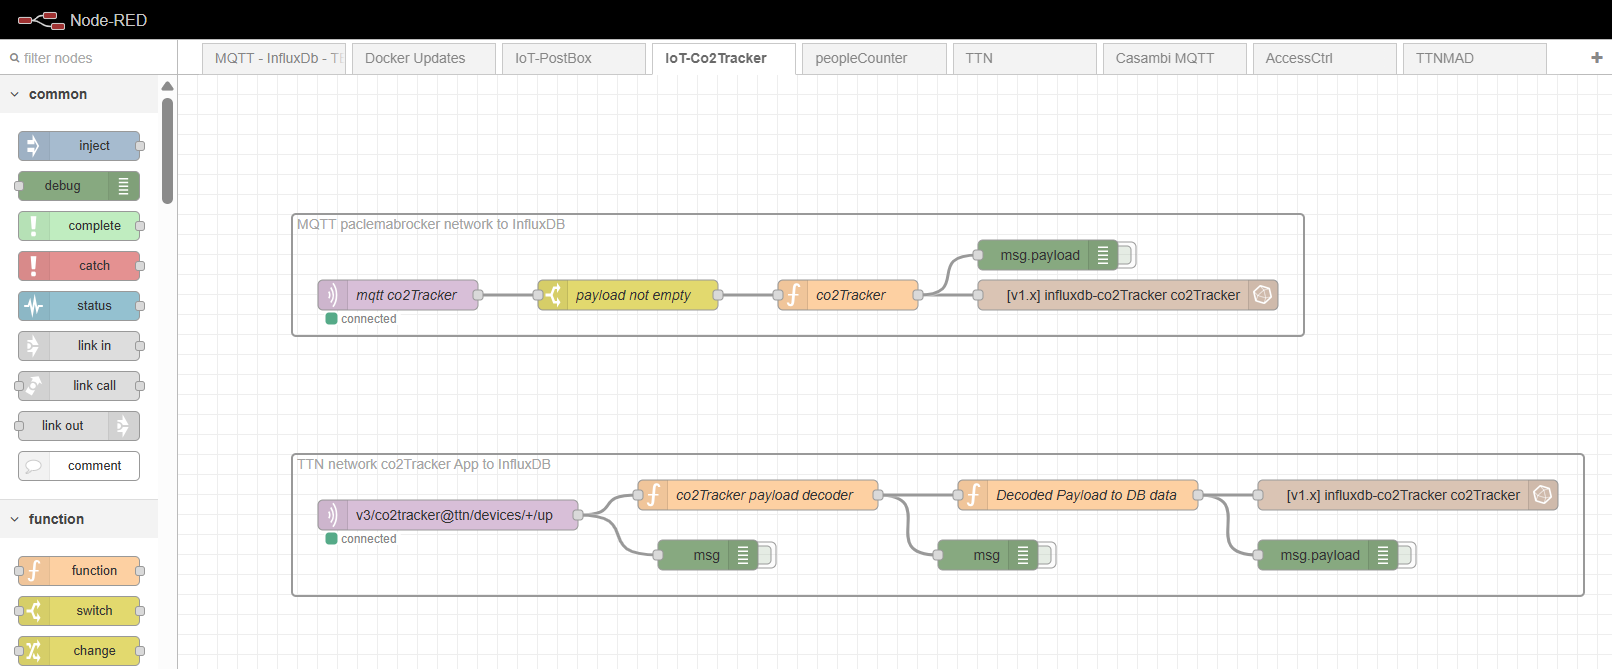 Node-RED
filter nodes
MQTT - InfluxDb - TE
Docker Updates
IoT-PostBox
IoT-Co2Tracker
peopleCounter
TTN
Casambi MQTT
AccessCtrl
TTNMAD
common
inject
debug
complete
catch
status
link in
link call
link out
comment
function
function
switch
change
MQTT paclemabrocker network to InfluxDB
msg.payload
mqtt co2Tracker
payload not empty
co2Tracker
[v1.x] influxdb-co2Tracker co2Tracker
connected
TTN network co2Tracker App to InfluxDB
co2Tracker payload decoder
Decoded Payload to DB data
[v1.x] influxdb-co2Tracker co2Tracker
v3/co2tracker@ttn/devices/+/up
connected
msg
msg
msg.payload